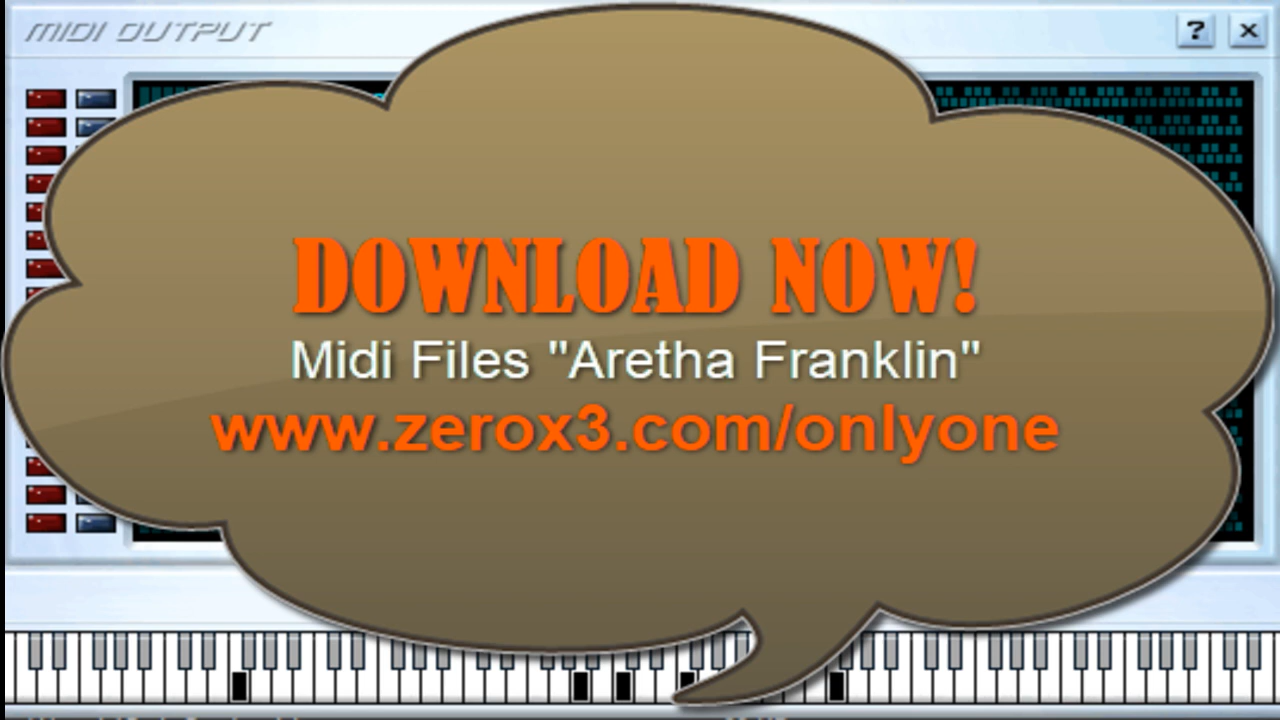 MIDI OUTPUT
? ×
DOWNLOAD NOW!
Midi Files "Aretha Franklin"
www.zerox3.com/onlyone